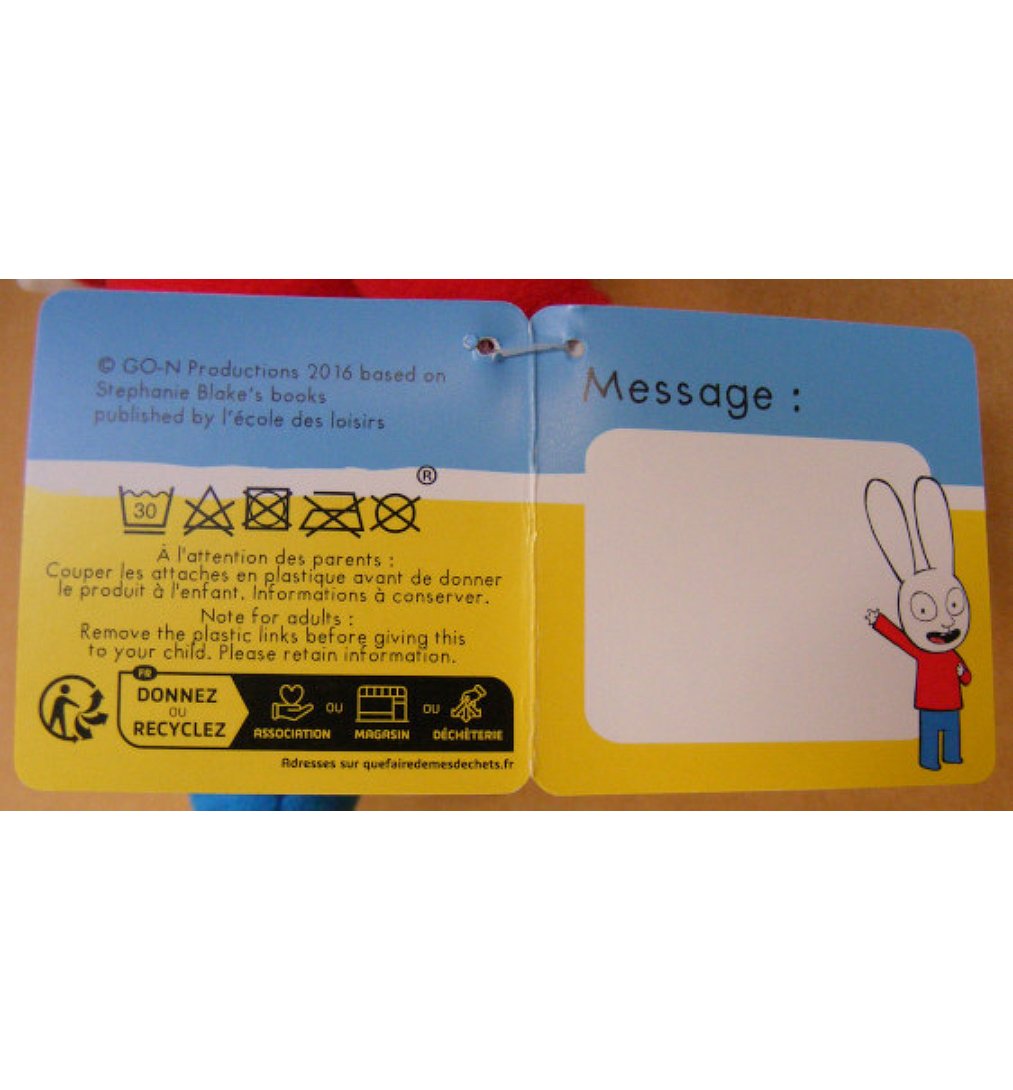 © GO-N Productions 2016 based on
Stephanie Blake's books
published by l'école des loisirs
®
30
À l'attention des parents :
Couper les attaches en plastique avant de donner
le produit à l'enfant. Informations à conserver.
Note for adults :
Remove the plastic links before giving this
to your child. Please retain information.
FR
DONNEZ
OU
RECYCLEZ
ASSOCIATION OU MAGASIN OU DÉCHÈTERIE
Adresses sur quefairedemesdechets.fr
Message :